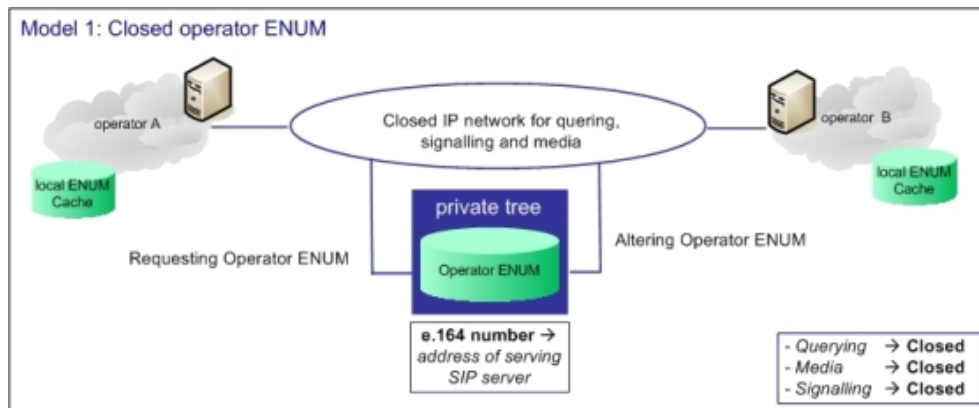 Model 1: Closed operator ENUM
operator A
Closed IP network for quering,
signalling and media
operator B
local ENUM
Cache
local ENUM
Cache
private tree
Requesting Operator ENUM
Operator ENUM
Altering Operator ENUM
e.164 number →
address of serving
SIP server
- Querying → Closed
- Media → Closed
- Signalling → Closed